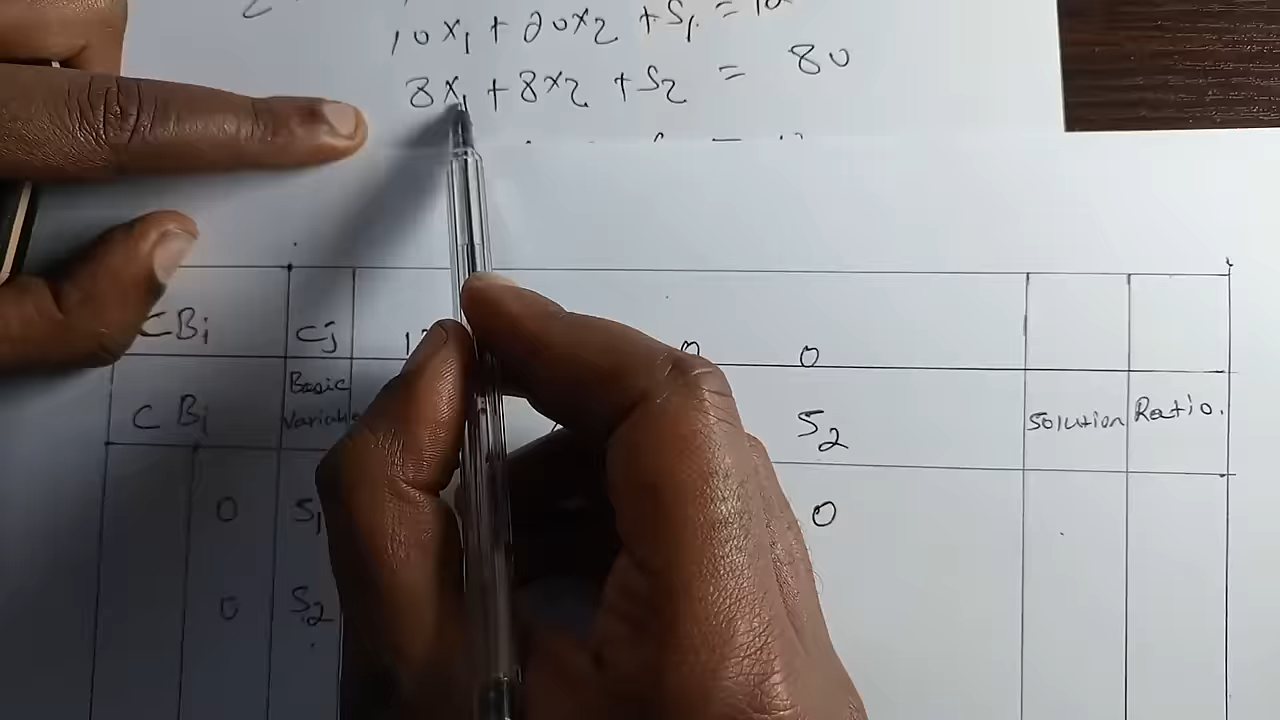 10x₁ + 20x₂ + S₁ =
8x₁ + 8x₂ + S₂ = 80
CBi Cj 0 0
CBi Basic Variable S₂ Solution Ratio.
0 S₁ 0
0 S₂